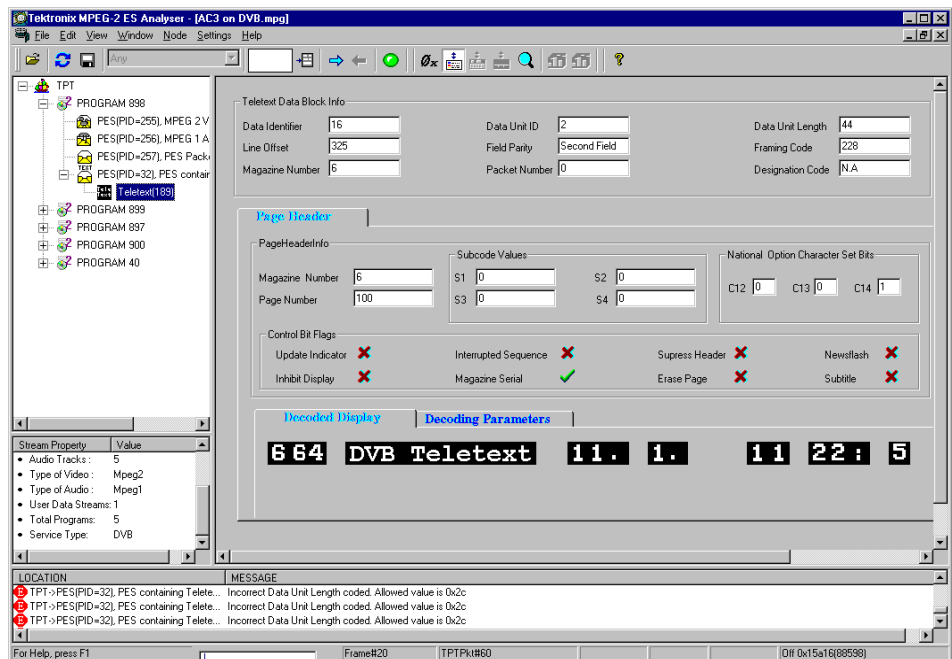 Tektronix MPEG-2 ES Analyser - [AC3 on DVB.mpg]
File Edit View Window Node Settings Help
Any
TPT
PROGRAM 898
PES(PID=255), MPEG 2 V
PES(PID=256), MPEG 1 A
PES(PID=257), PES Pack
PES(PID=32), PES contair
Teletext(189)
PROGRAM 899
PROGRAM 897
PROGRAM 900
PROGRAM 40
Stream Property Value
Audio Tracks : 5
Type of Video : Mpeg2
Type of Audio : Mpeg1
User Data Streams: 1
Total Programs: 5
Service Type: DVB
Teletext Data Block Info
Data Identifier 16 Data Unit ID 2 Data Unit Length 44
Line Offset 325 Field Parity Second Field Framing Code 228
Magazine Number 6 Packet Number 0 Designation Code N.A
Page Header
PageHeaderInfo
Subcode Values
National Option Character Set Bits
Magazine Number 6 S1 0 S2 0
C12 0 C13 0 C14 1
Page Number 100 S3 0 S4 0
Control Bit Flags
Update Indicator Interrupted Sequence Supress Header Newsflash
Inhibit Display Magazine Serial Erase Page Subtitle
Decoded Display Decoding Parameters
664 DVB Teletext 11. 1. 11 22: 5
LOCATION MESSAGE
TPT->PES(PID=32), PES containing Telete... Incorrect Data Unit Length coded. Allowed value is 0x2c
TPT->PES(PID=32), PES containing Telete... Incorrect Data Unit Length coded. Allowed value is 0x2c
TPT->PES(PID=32), PES containing Telete... Incorrect Data Unit Length coded. Allowed value is 0x2c
For Help, press F1 Frame#20 TPTPkt#60 Off 0x15a16(88598)